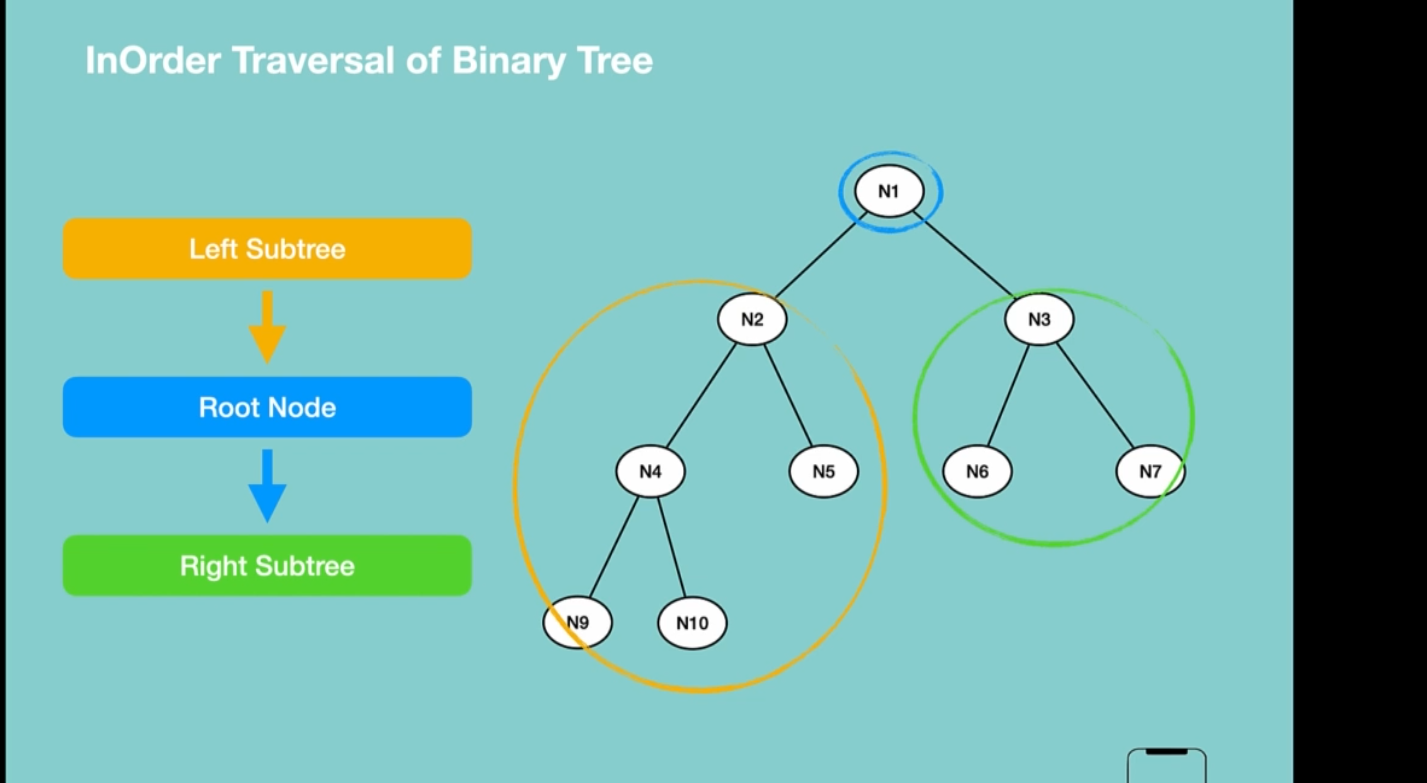 InOrder Traversal of Binary Tree
Left Subtree
Root Node
Right Subtree
N1
N2
N3
N4
N5
N6
N7
N9
N10